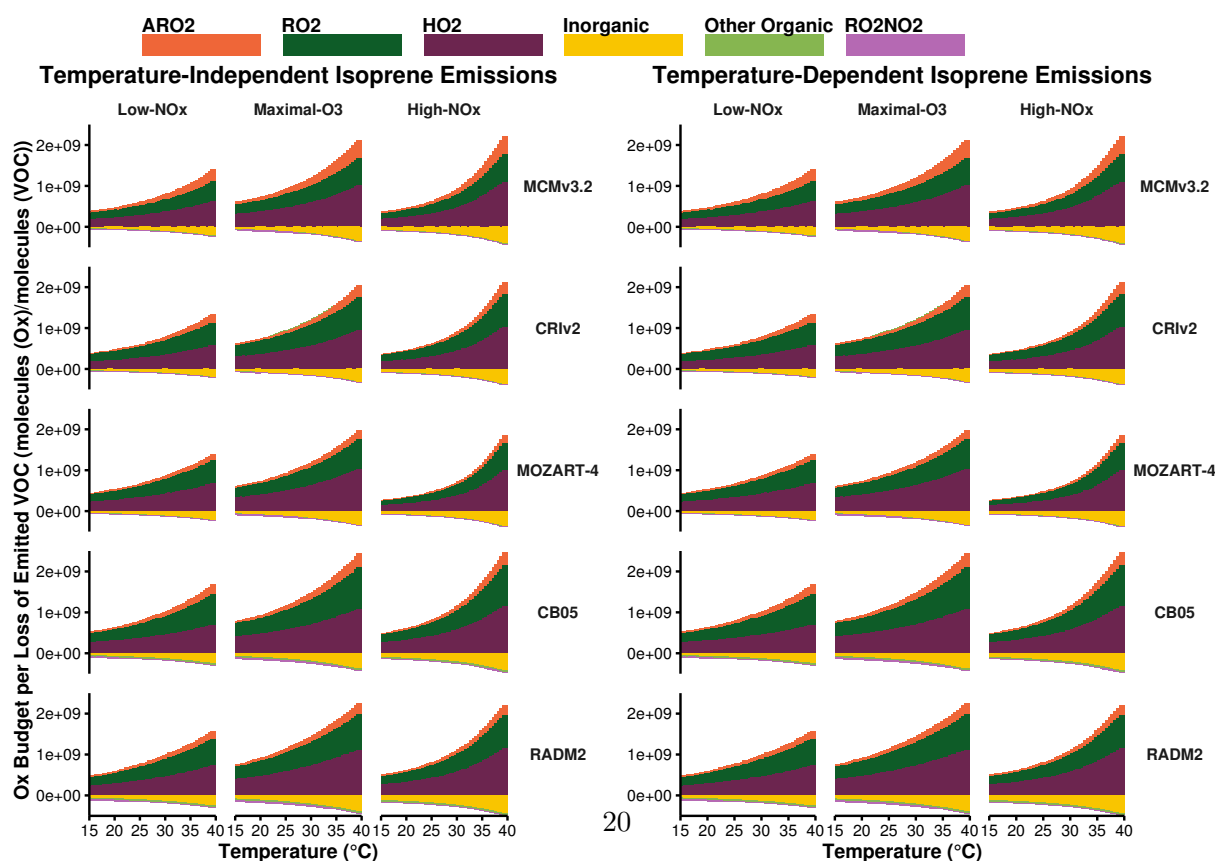 ARO2 RO2 HO2 Inorganic Other Organic RO2NO2
Temperature-Independent Isoprene Emissions
Temperature-Dependent Isoprene Emissions
Ox Budget per Loss of Emitted VOC (molecules (Ox)/molecules (VOC))
Low-NOx Maximal-O3 High-NOx
2e+09
1e+09
0e+00
MCMv3.2
2e+09
1e+09
0e+00
CRIv2
2e+09
1e+09
0e+00
MOZART-4
2e+09
1e+09
0e+00
CB05
2e+09
1e+09
0e+00
RADM2
15 20 25 30 35 40 15 20 25 30 35 40 15 20 25 30 35 40
Temperature (°C)
Low-NOx Maximal-O3 High-NOx
2e+09
1e+09
0e+00
MCMv3.2
2e+09
1e+09
0e+00
CRIv2
2e+09
1e+09
0e+00
MOZART-4
2e+09
1e+09
0e+00
CB05
2e+09
1e+09
0e+00
RADM2
15 20 25 30 35 40 15 20 25 30 35 40 15 20 25 30 35 40
Temperature (°C)
20